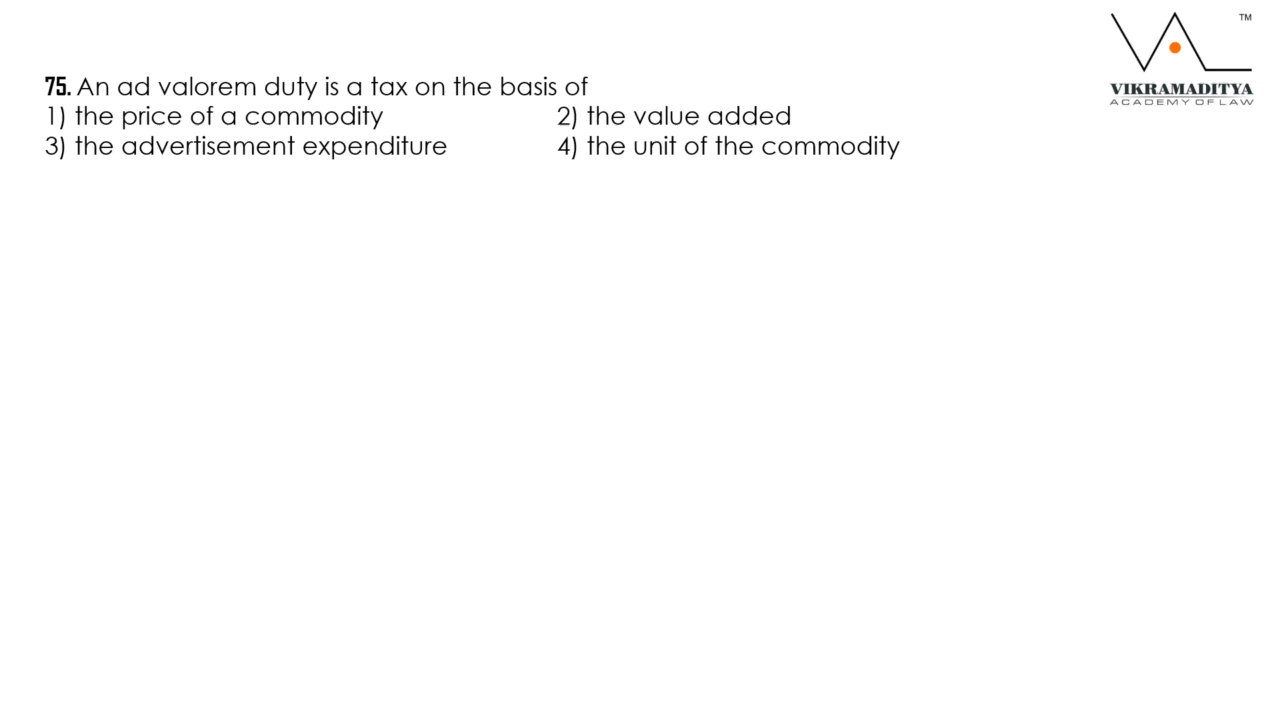 TM
VIKRAMADITYA
ACADEMY OF LAW
75. An ad valorem duty is a tax on the basis of
1) the price of a commodity 2) the value added
3) the advertisement expenditure 4) the unit of the commodity